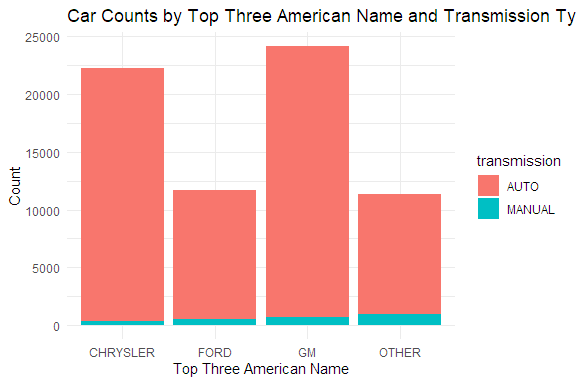 Car Counts by Top Three American Name and Transmission Ty
25000
20000
15000
10000
5000
0
Count
CHRYSLER FORD GM OTHER
Top Three American Name
transmission
AUTO
MANUAL